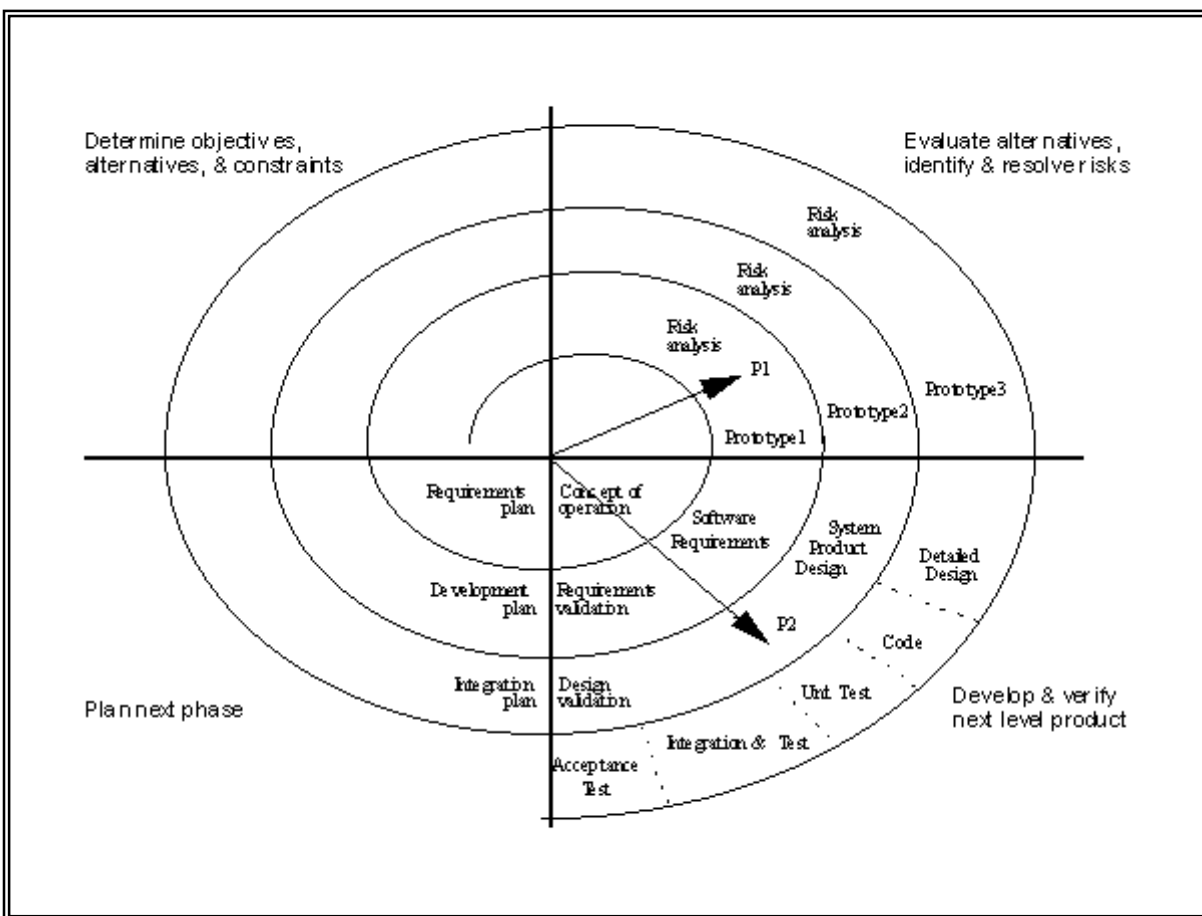 Determine objectives,
alternatives, & constraints
Evaluate alternatives,
identify & resolve risks
Risk
analysis
Risk
analysis
Risk
analysis
P1
Prototype1
Prototype2
Prototype3
Requirements
plan
Concept of
operation
Software
Requirements
System
Product
Design
Detailed
Design
Development
plan
Requirements
validation
P2
Code
Integration
plan
Design
validation
Unit Test
Plan next phase
Develop & verify
next level product
Integration & Test
Acceptance
Test